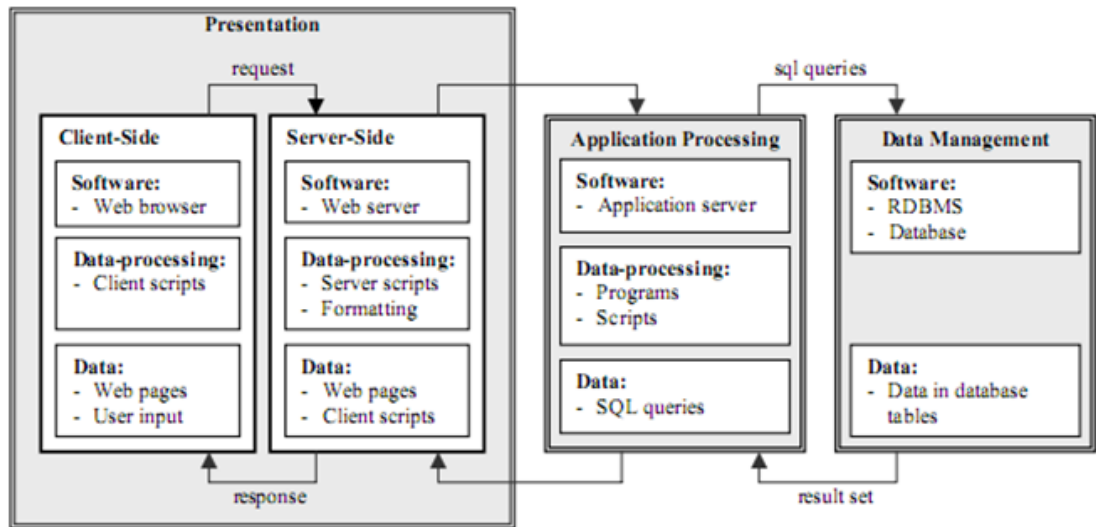 Presentation
request
sql queries
Client-Side
Software:
- Web browser
Data-processing:
- Client scripts
Data:
- Web pages
- User input
Server-Side
Software:
- Web server
Data-processing:
- Server scripts
- Formatting
Data:
- Web pages
- Client scripts
Application Processing
Software:
- Application server
Data-processing:
- Programs
- Scripts
Data:
- SQL queries
Data Management
Software:
- RDBMS
- Database
Data:
- Data in database
tables
response
result set